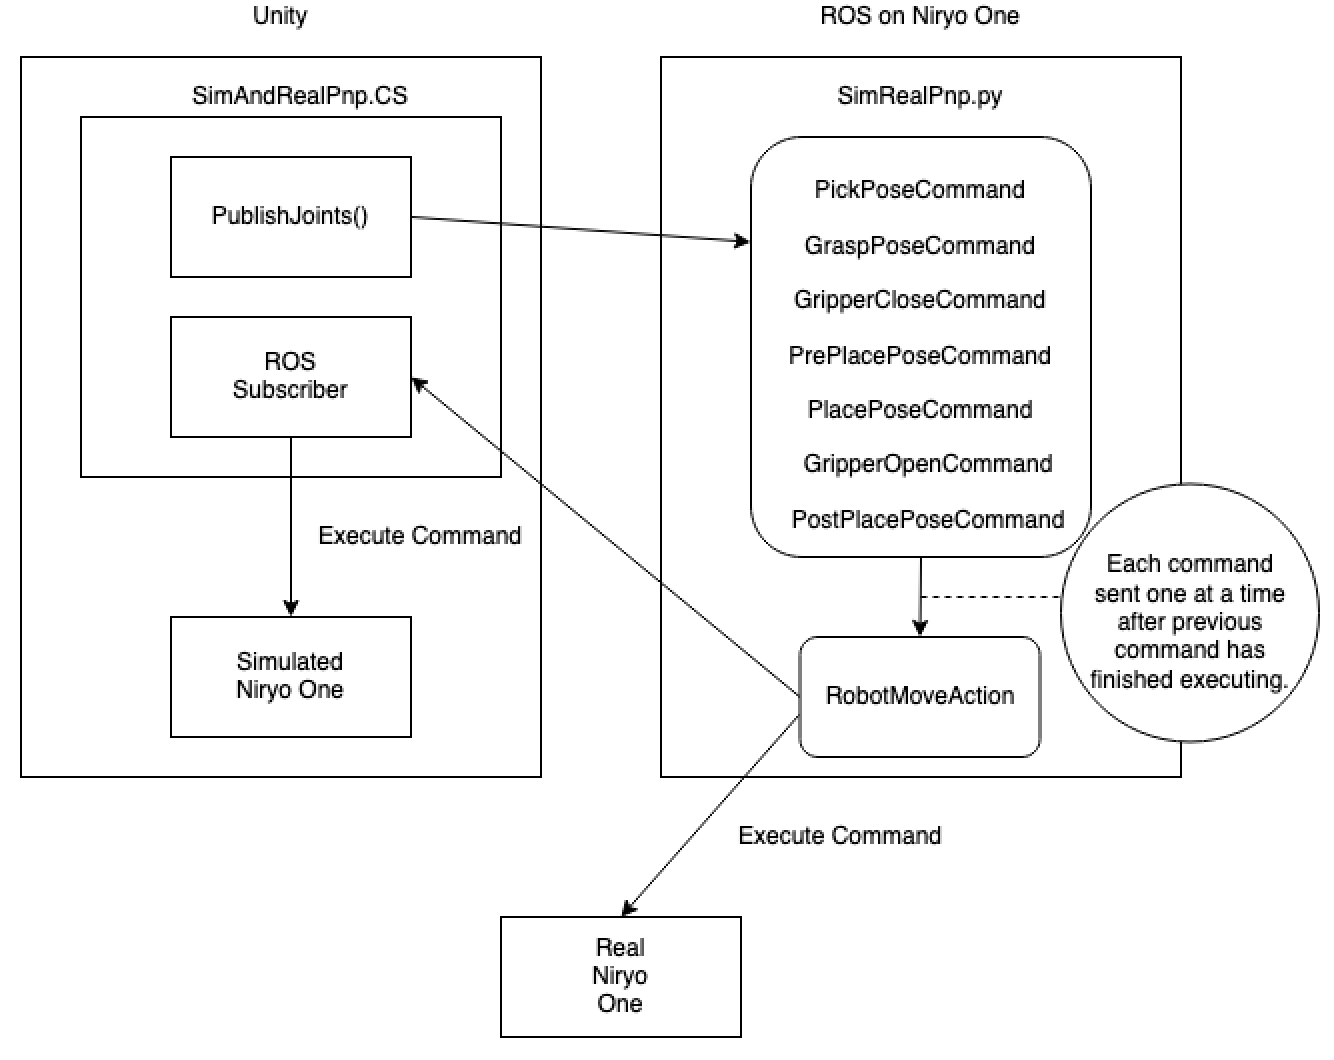 Unity
SimAndRealPnp.CS
PublishJoints()
ROS
Subscriber
Execute Command
Simulated
Niryo One
ROS on Niryo One
SimRealPnp.py
PickPoseCommand
GraspPoseCommand
GripperCloseCommand
PrePlacePoseCommand
PlacePoseCommand
GripperOpenCommand
PostPlacePoseCommand
Each command
sent one at a time
after previous
command has
finished executing.
RobotMoveAction
Execute Command
Real
Niryo
One